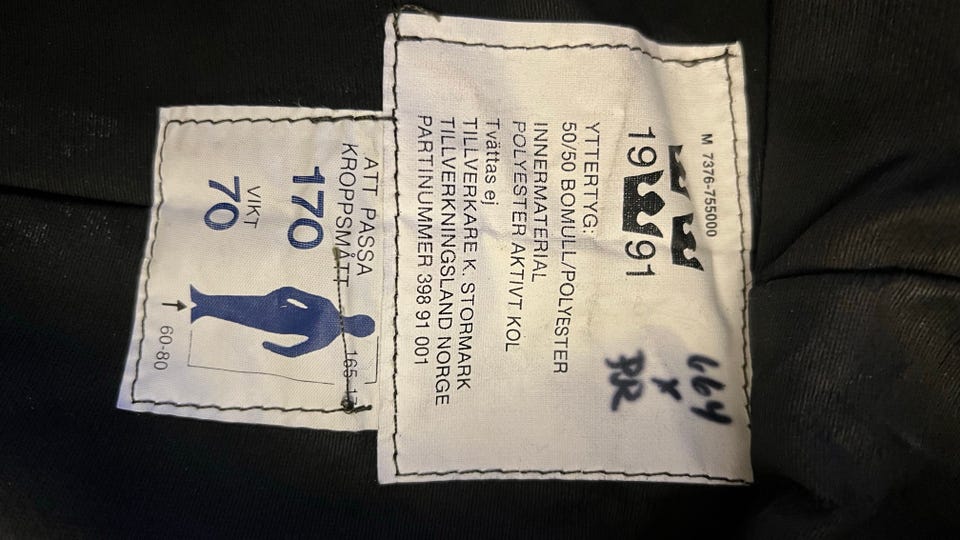 M 7376-755000
19 91
YTTERTYG:
50/50 BOMULL/POLYESTER
INNERMATERIAL
POLYESTER AKTIVT KOL
Tvättas ej
TILLVERKARE K. STORMARK
TILLVERKNINGSLAND NORGE
PARTINUMMER 398 91 001
664
ATT PASSA
KROPPSMÅTT
170
VIKT
70
60-80